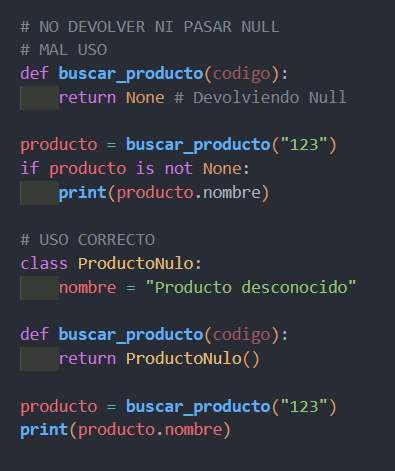 # NO DEVOLVER NI PASAR NULL
# MAL USO
def buscar_producto(codigo):
    return None # Devolviendo Null

producto = buscar_producto("123")
if producto is not None:
    print(producto.nombre)

# USO CORRECTO
class ProductoNulo:
    nombre = "Producto desconocido"

def buscar_producto(codigo):
    return ProductoNulo()

producto = buscar_producto("123")
print(producto.nombre)